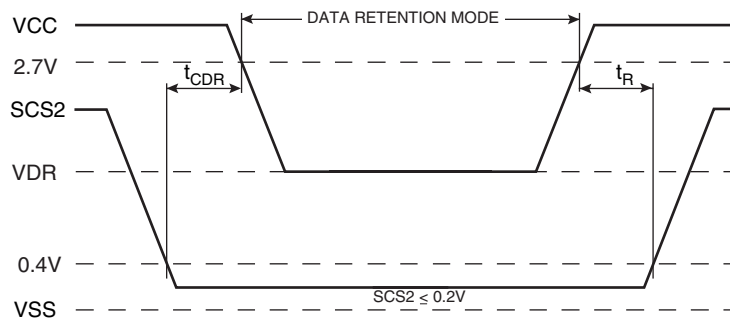 VCC
DATA RETENTION MODE
2.7V
tCDR
tR
SCS2
VDR
0.4V
SCS2 ≤ 0.2V
VSS